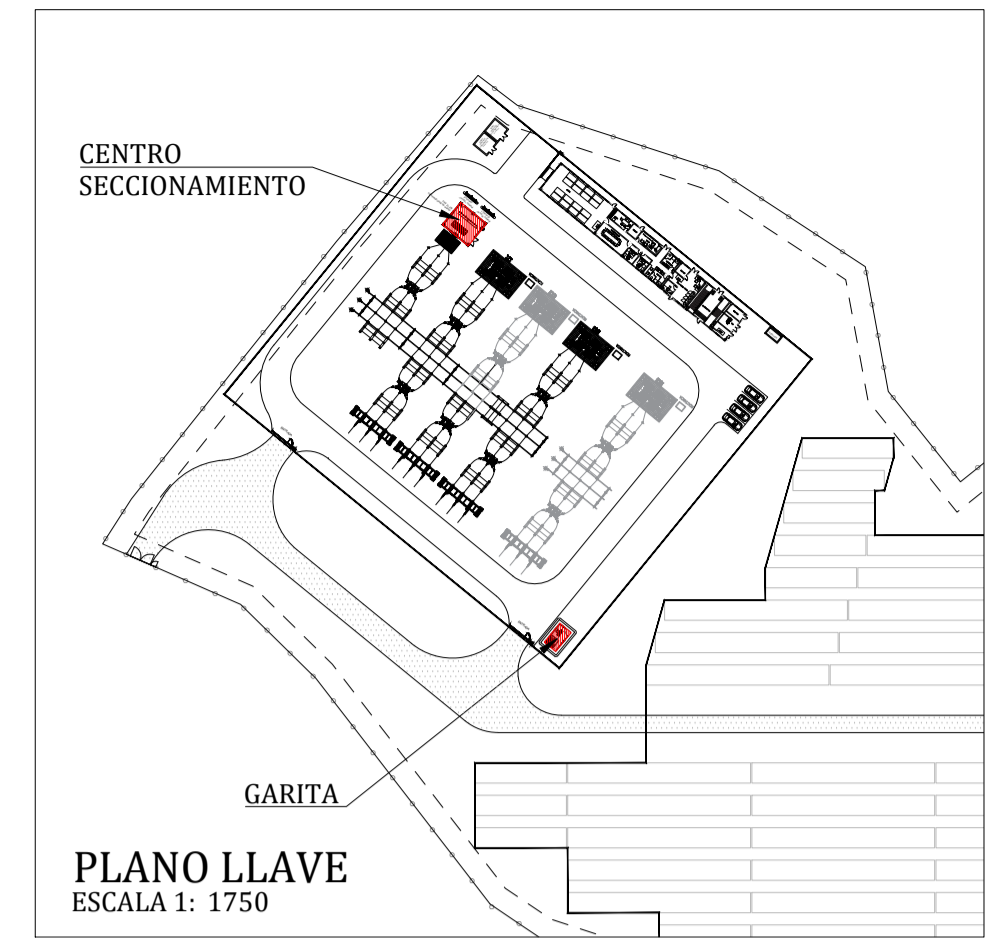 CENTRO
SECCIONAMIENTO
GARITA
PLANO LLAVE
ESCALA 1: 1750